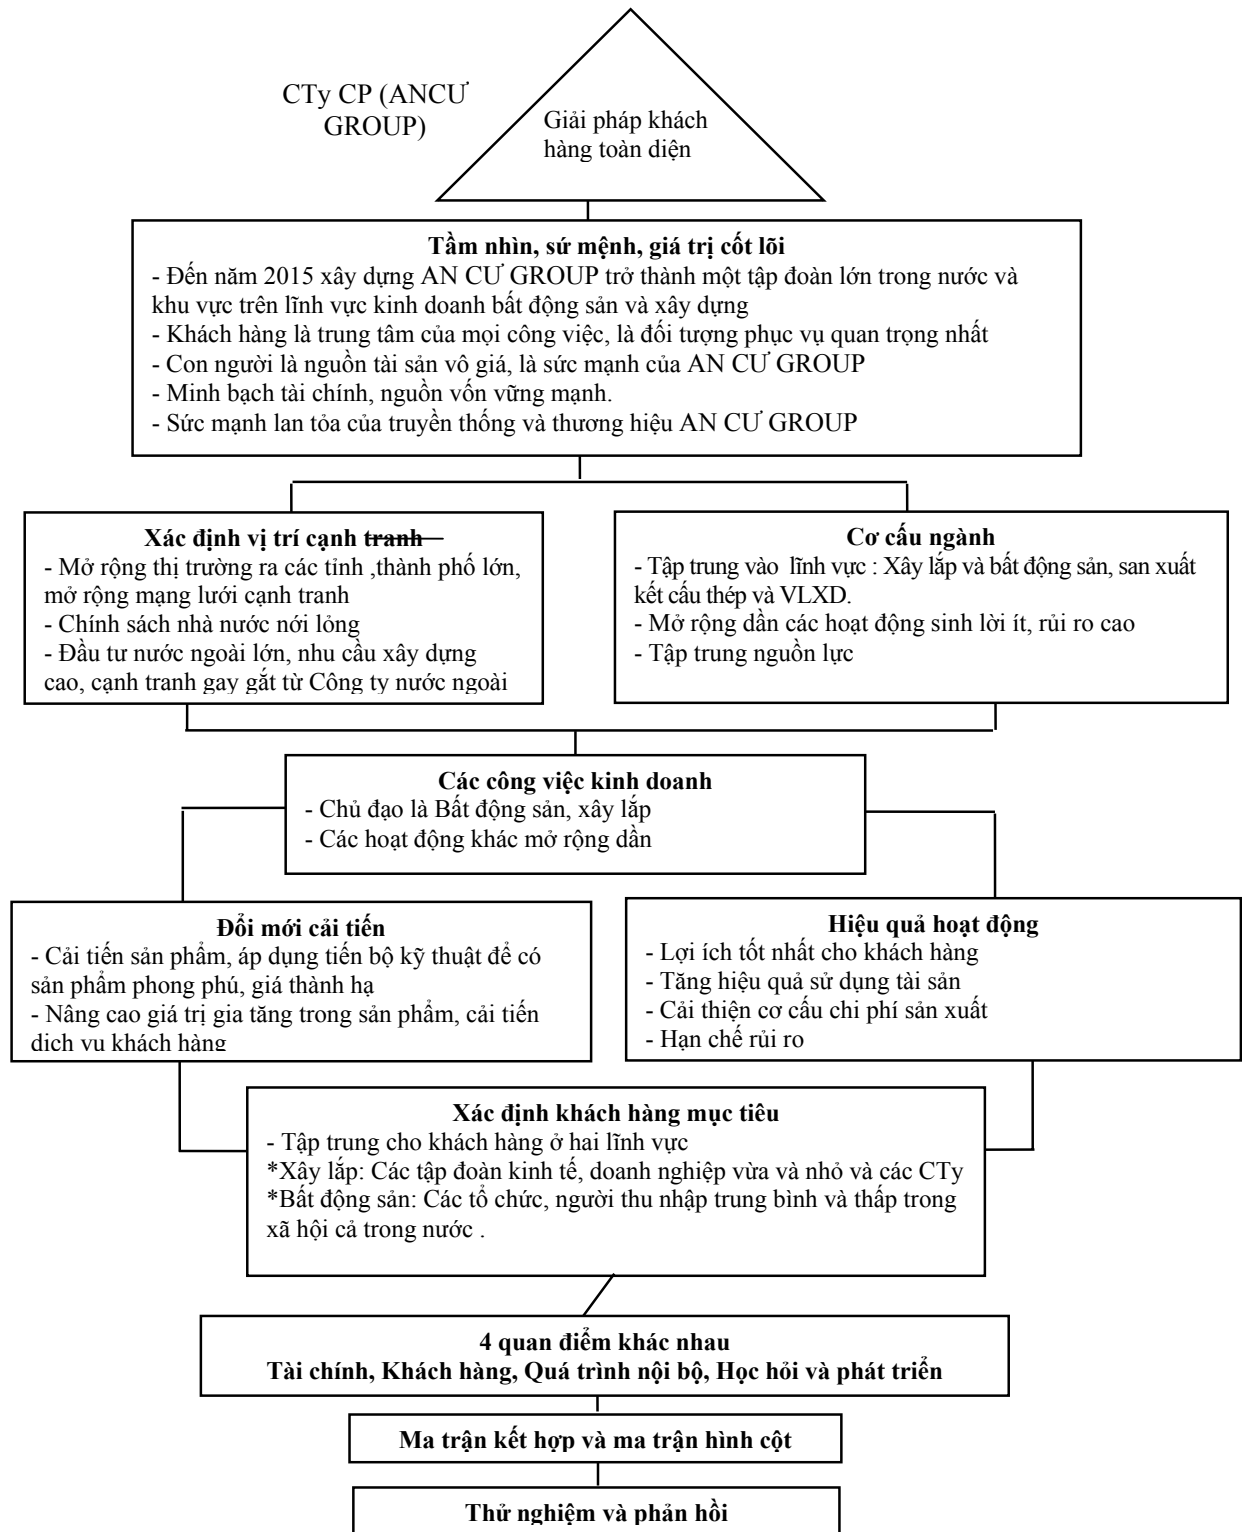 CTy CP (ANCƯ
GROUP)
Giải pháp khách
hàng toàn diện
Tầm nhìn, sứ mệnh, giá trị cốt lõi
- Đến năm 2015 xây dựng AN CƯ GROUP trở thành một tập đoàn lớn trong nước và
khu vực trên lĩnh vực kinh doanh bất động sản và xây dựng
- Khách hàng là trung tâm của mọi công việc, là đối tượng phục vụ quan trọng nhất
- Con người là nguồn tài sản vô giá, là sức mạnh của AN CƯ GROUP
- Minh bạch tài chính, nguồn vốn vững mạnh.
- Sức mạnh lan tỏa của truyền thống và thương hiệu AN CƯ GROUP
Xác định vị trí cạnh tranh
- Mở rộng thị trường ra các tỉnh ,thành phố lớn,
mở rộng mạng lưới cạnh tranh
- Chính sách nhà nước nới lỏng
- Đầu tư nước ngoài lớn, nhu cầu xây dựng
cao, cạnh tranh gay gắt từ Công ty nước ngoài
Cơ cấu ngành
- Tập trung vào lĩnh vực : Xây lắp và bất động sản, san xuất
kết cấu thép và VLXD.
- Mở rộng dần các hoạt động sinh lời ít, rủi ro cao
- Tập trung nguồn lực
Các công việc kinh doanh
- Chủ đạo là Bất động sản, xây lắp
- Các hoạt động khác mở rộng dần
Đổi mới cải tiến
- Cải tiến sản phẩm, áp dụng tiến bộ kỹ thuật để có
sản phẩm phong phú, giá thành hạ
- Nâng cao giá trị gia tăng trong sản phẩm, cải tiến
dịch vụ khách hàng
Hiệu quả hoạt động
- Lợi ích tốt nhất cho khách hàng
- Tăng hiệu quả sử dụng tài sản
- Cải thiện cơ cấu chi phí sản xuất
- Hạn chế rủi ro
Xác định khách hàng mục tiêu
- Tập trung cho khách hàng ở hai lĩnh vực
*Xây lắp: Các tập đoàn kinh tế, doanh nghiệp vừa và nhỏ và các CTy
*Bất động sản: Các tổ chức, người thu nhập trung bình và thấp trong
xã hội cả trong nước .
4 quan điểm khác nhau
Tài chính, Khách hàng, Quá trình nội bộ, Học hỏi và phát triển
Ma trận kết hợp và ma trận hình cột
Thử nghiệm và phản hồi